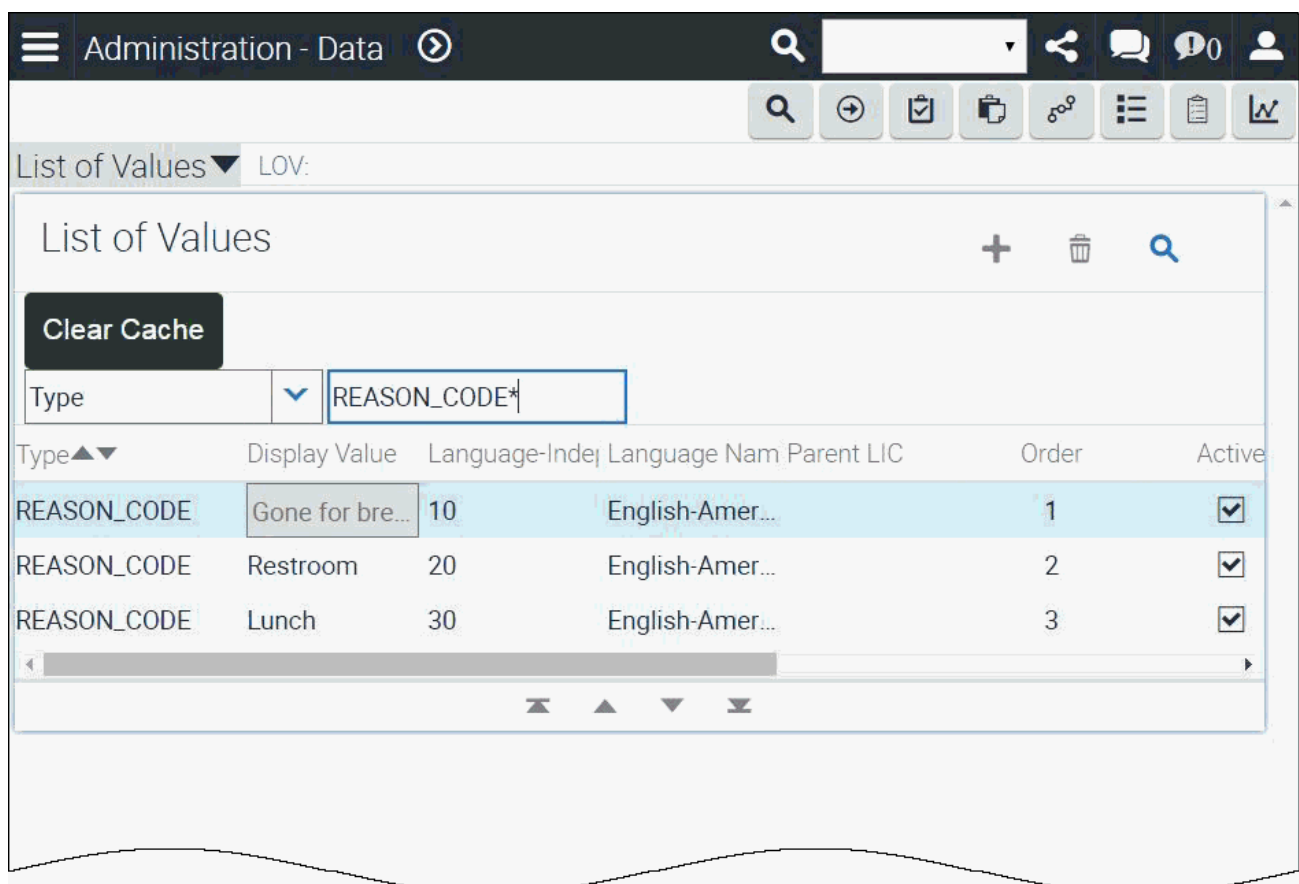 Administration - Data 0
List of Values LOV:
List of Values
Clear Cache
Type REASON_CODE*
Type Display Value Language-Indep Language Nam Parent LIC Order Active
REASON_CODE Gone for bre... 10 English-Amer... 1
REASON_CODE Restroom 20 English-Amer... 2
REASON_CODE Lunch 30 English-Amer... 3